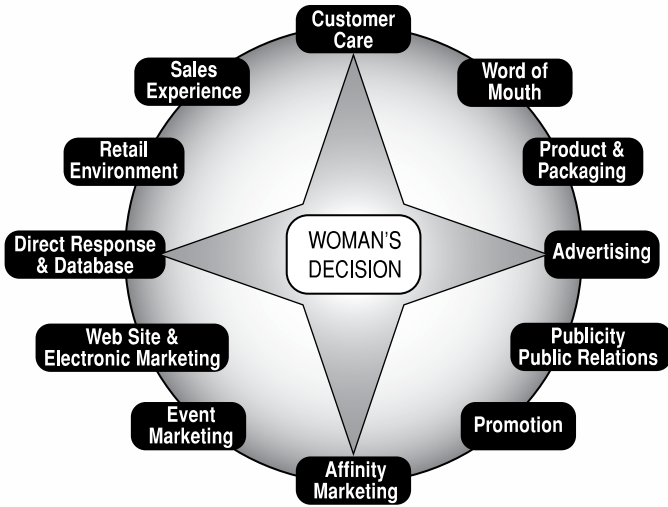 Customer
Care
Word of
Mouth
Product &
Packaging
Advertising
Publicity
Public Relations
Promotion
Affinity
Marketing
Event
Marketing
Web Site &
Electronic Marketing
Direct Response
& Database
Retail
Environment
Sales
Experience
WOMAN'S
DECISION